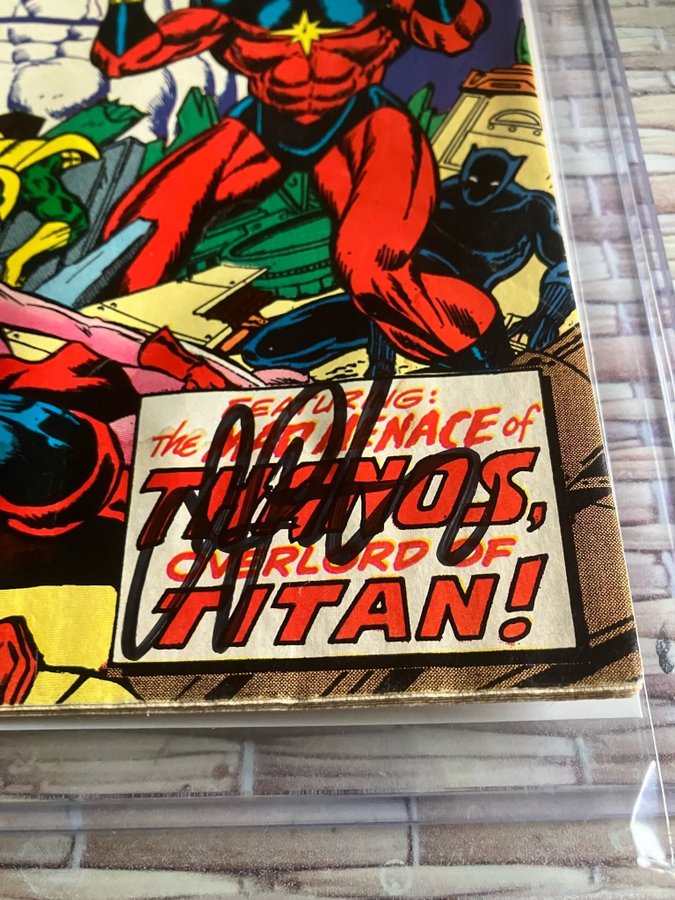 FEATURING:
The MAD MENACE of
THANOS,
OVERLORD OF
TITAN!